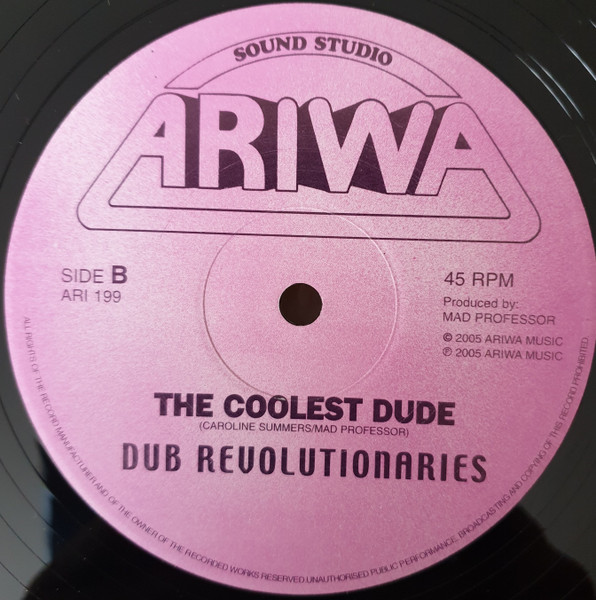 SOUND STUDIO
ARIWA
SIDE B
ARI 199
45 RPM
Produced by:
MAD PROFESSOR
© 2005 ARIWA MUSIC
℗ 2005 ARIWA MUSIC
THE COOLEST DUDE
(CAROLINE SUMMERS/MAD PROFESSOR)
DUB REVOLUTIONARIES
ALL RIGHTS OF THE RECORD MANUFACTURER AND OF THE OWNER OF THE RECORDED WORKS RESERVED. UNAUTHORISED PUBLIC PERFORMANCE, BROADCASTING AND COPYING OF THIS RECORD PROHIBITED.